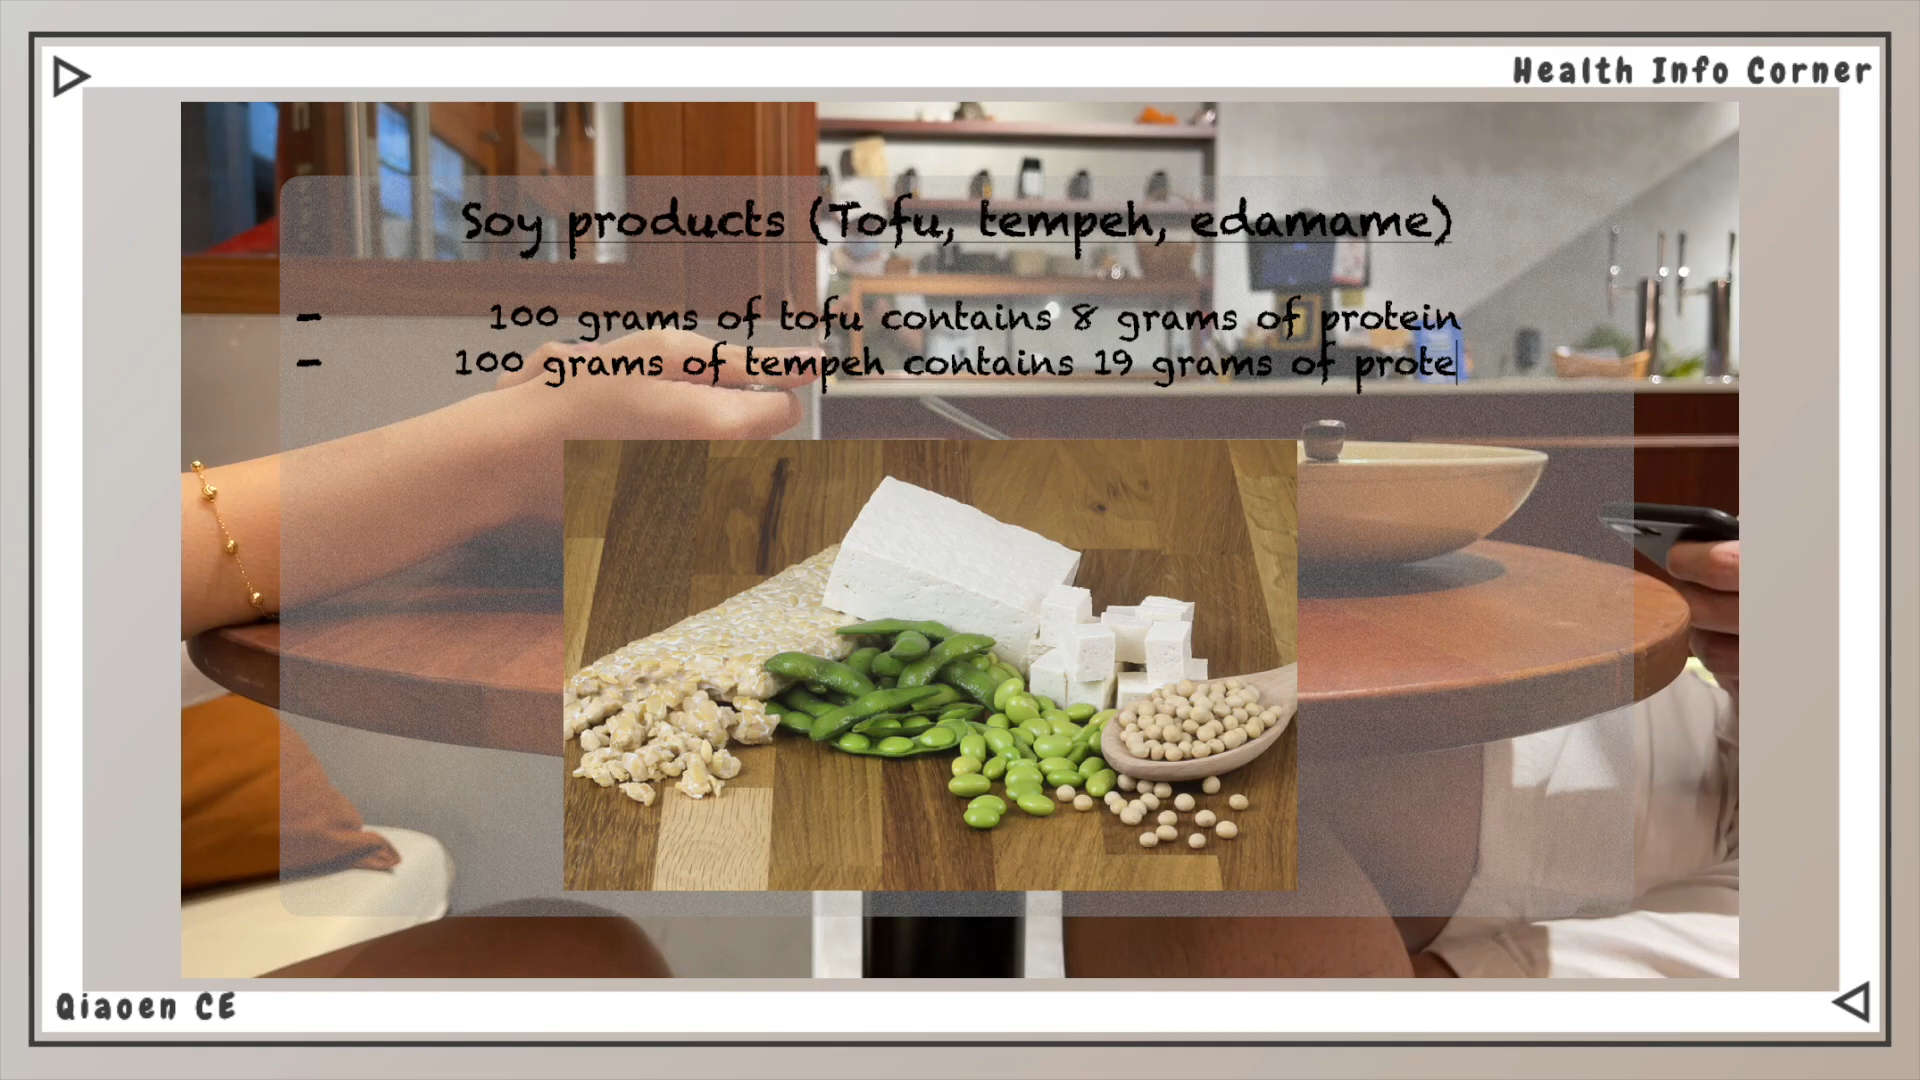 Health Info Corner
Soy products (Tofu, tempeh, edamame)
- 100 grams of tofu contains 8 grams of protein
- 100 grams of tempeh contains 19 grams of prote
Qiaoen CE